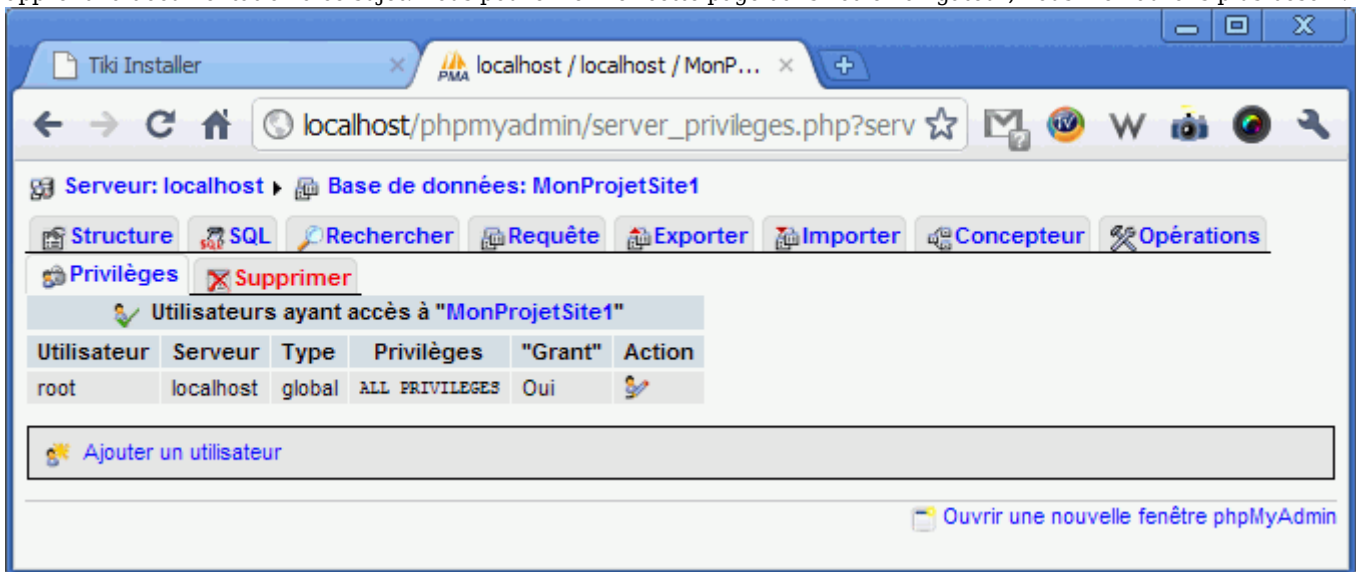 Tiki Installer
PMA localhost / localhost / MonP...
localhost/phpmyadmin/server_privileges.php?serv
Serveur: localhost Base de données: MonProjetSite1
Structure SQL Rechercher Requête Exporter Importer Concepteur Opérations
Privilèges Supprimer
Utilisateurs ayant accès à "MonProjetSite1"
Utilisateur Serveur Type Privilèges "Grant" Action
root localhost global ALL PRIVILEGES Oui
Ajouter un utilisateur
Ouvrir une nouvelle fenêtre phpMyAdmin